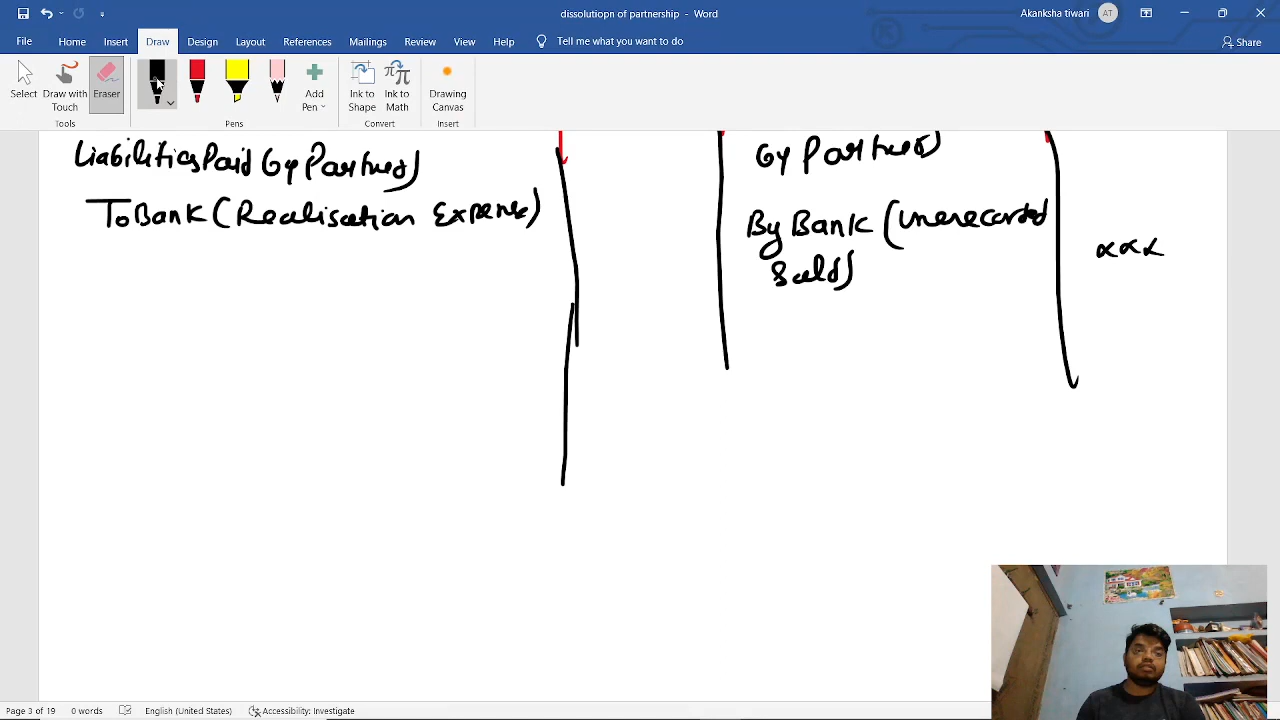 dissolutiopn of partnership - Word
Akanksha tiwari AT
File Home Insert Draw Design Layout References Mailings Review View Help Tell me what you want to do Share
Select
Draw with Touch
Eraser
Add Pen
Ink to Shape
Ink to Math
Drawing Canvas
Tools Pens Convert Insert
Liabilities Paid by Partner)
To Bank (Realisation Expense)
by Partner)
By Bank (Unerecorded
Sold)
xxx
Page 3 of 19 0 words English (United States) Accessibility: Investigate